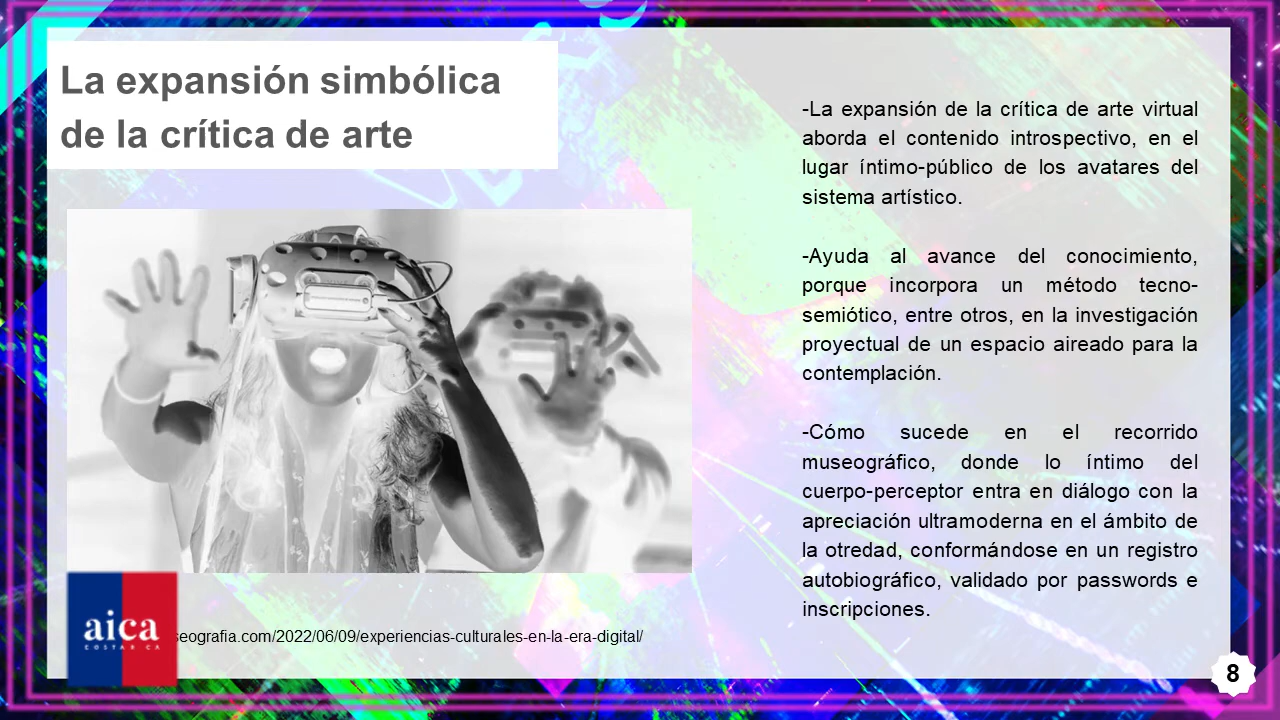 La expansión simbólica
de la crítica de arte
-La expansión de la crítica de arte virtual
aborda el contenido introspectivo, en el
lugar íntimo-público de los avatares del
sistema artístico.
-Ayuda al avance del conocimiento,
porque incorpora un método tecno-
semiótico, entre otros, en la investigación
proyectual de un espacio aireado para la
contemplación.
-Cómo sucede en el recorrido
museográfico, donde lo íntimo del
cuerpo-perceptor entra en diálogo con la
apreciación ultramoderna en el ámbito de
la otredad, conformándose en un registro
autobiográfico, validado por passwords e
inscripciones.
aica
COSTARICA
seografia.com/2022/06/09/experiencias-culturales-en-la-era-digital/
8